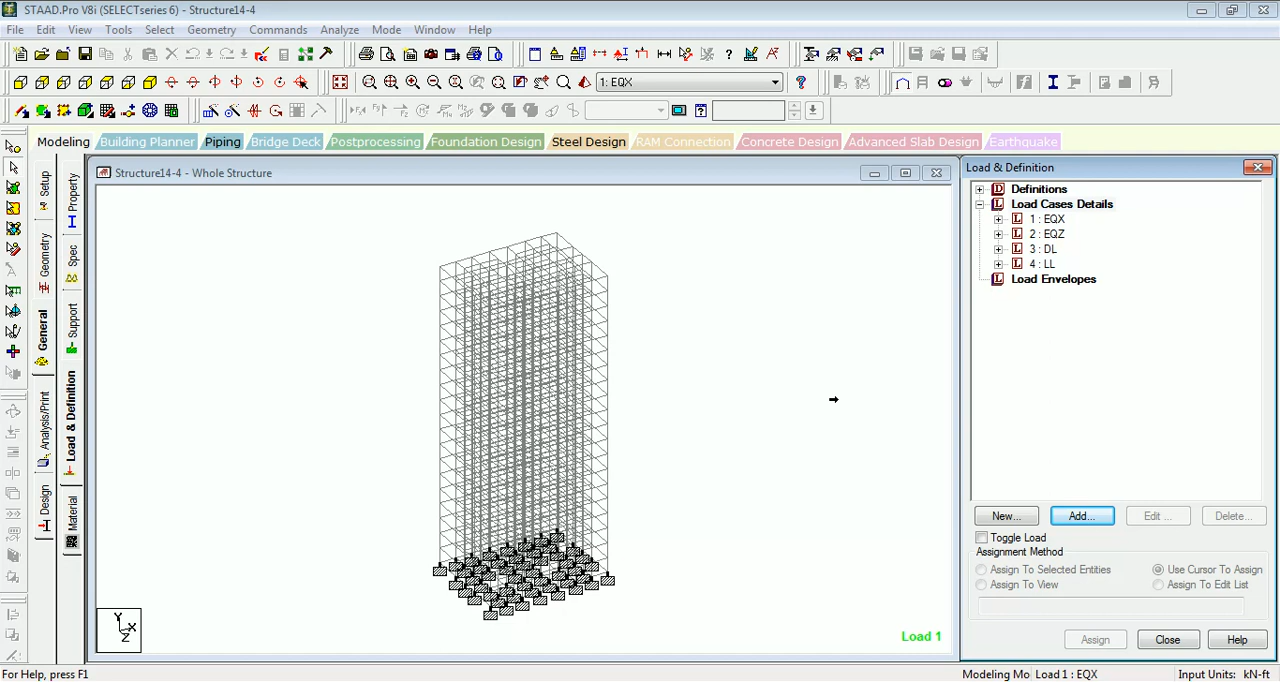 STAAD.Pro V8i (SELECTseries 6) - Structure14-4
File Edit View Tools Select Geometry Commands Analyze Mode Window Help
1: EQX
Modeling Building Planner Piping Bridge Deck Postprocessing Foundation Design Steel Design RAM Connection Concrete Design Advanced Slab Design Earthquake
Setup
Geometry
General
Analysis/Print
Design
Property
Spec
Support
Load & Definition
Material
Structure14-4 - Whole Structure
Y
X
Z
Load 1
Load & Definition
Definitions
Load Cases Details
1 : EQX
2 : EQZ
3 : DL
4 : LL
Load Envelopes
New... Add... Edit ... Delete...
Toggle Load
Assignment Method
Assign To Selected Entities Use Cursor To Assign
Assign To View Assign To Edit List
Assign Close Help
For Help, press F1 Modeling Mo Load 1 : EQX Input Units: kN-ft